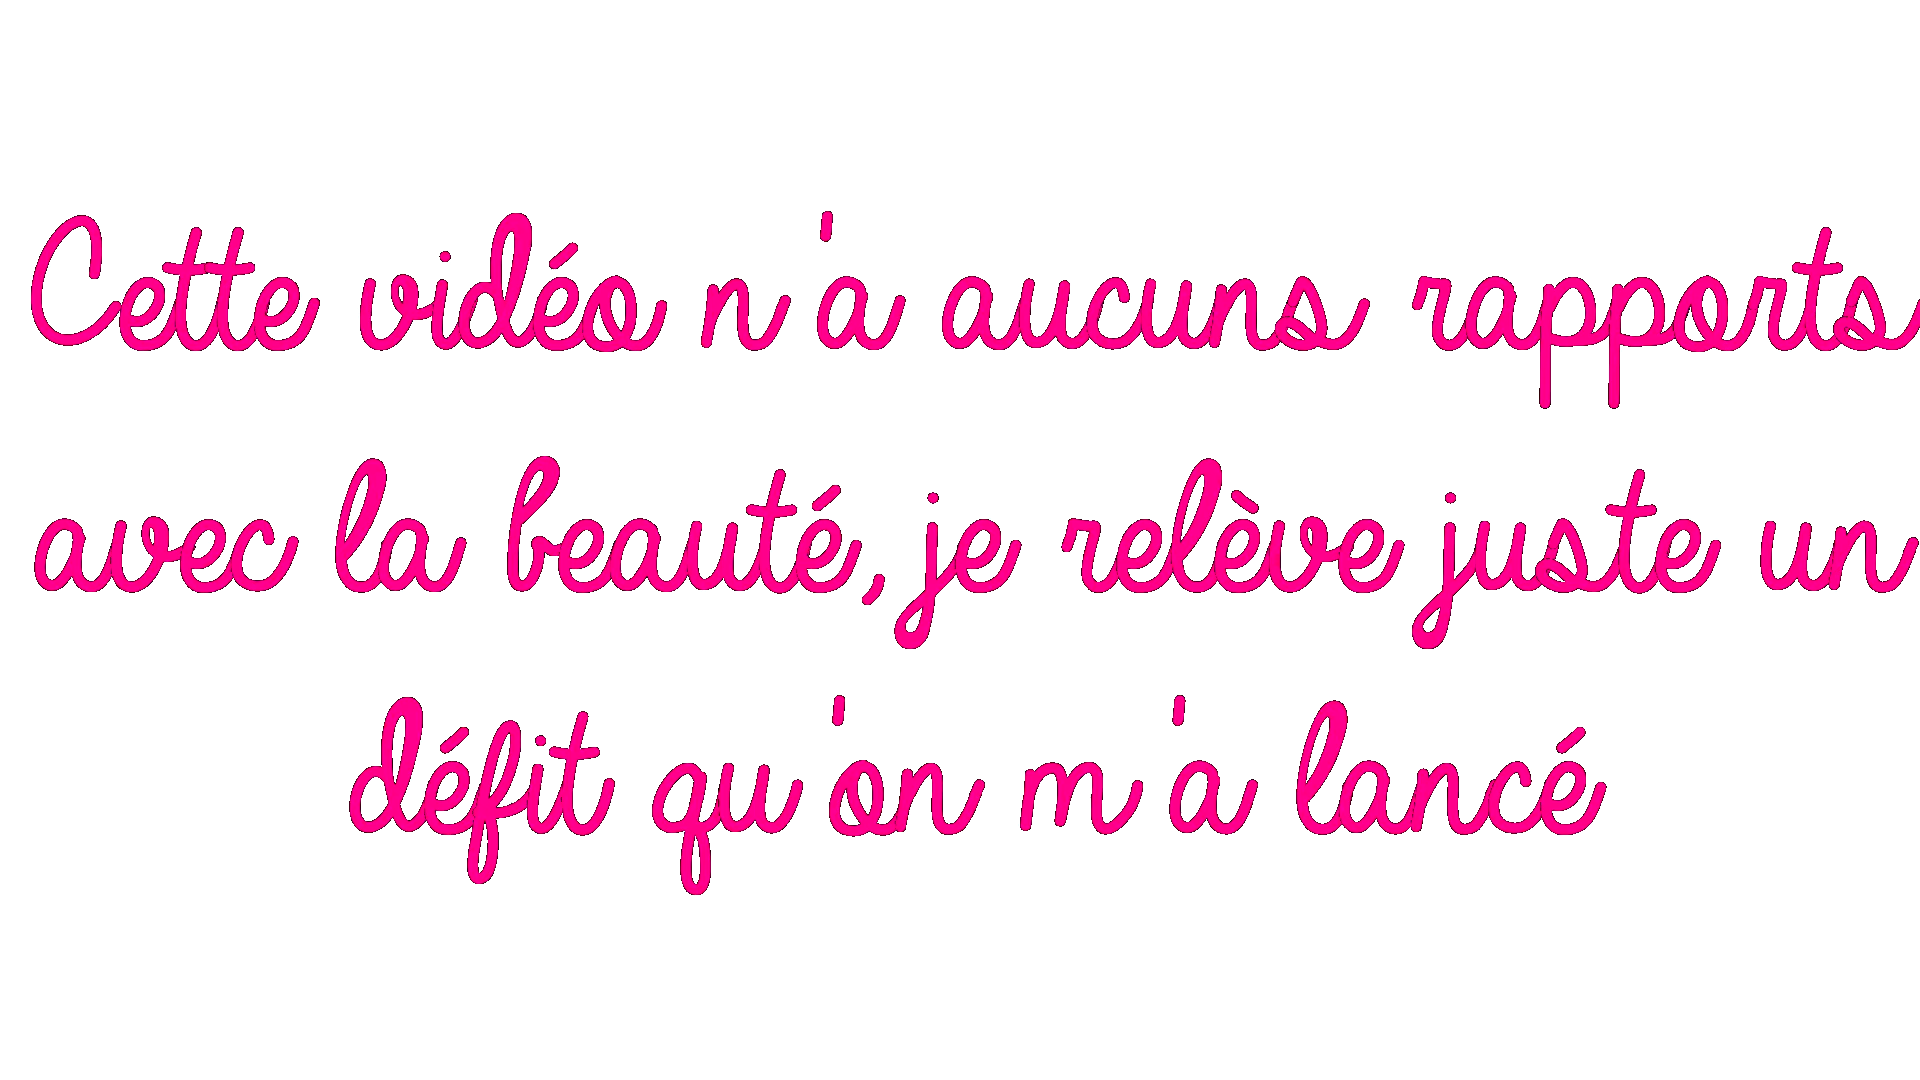 Cette vidéo n'a aucuns rapports
avec la beauté, je relève juste un
défit qu'on m'a lancé